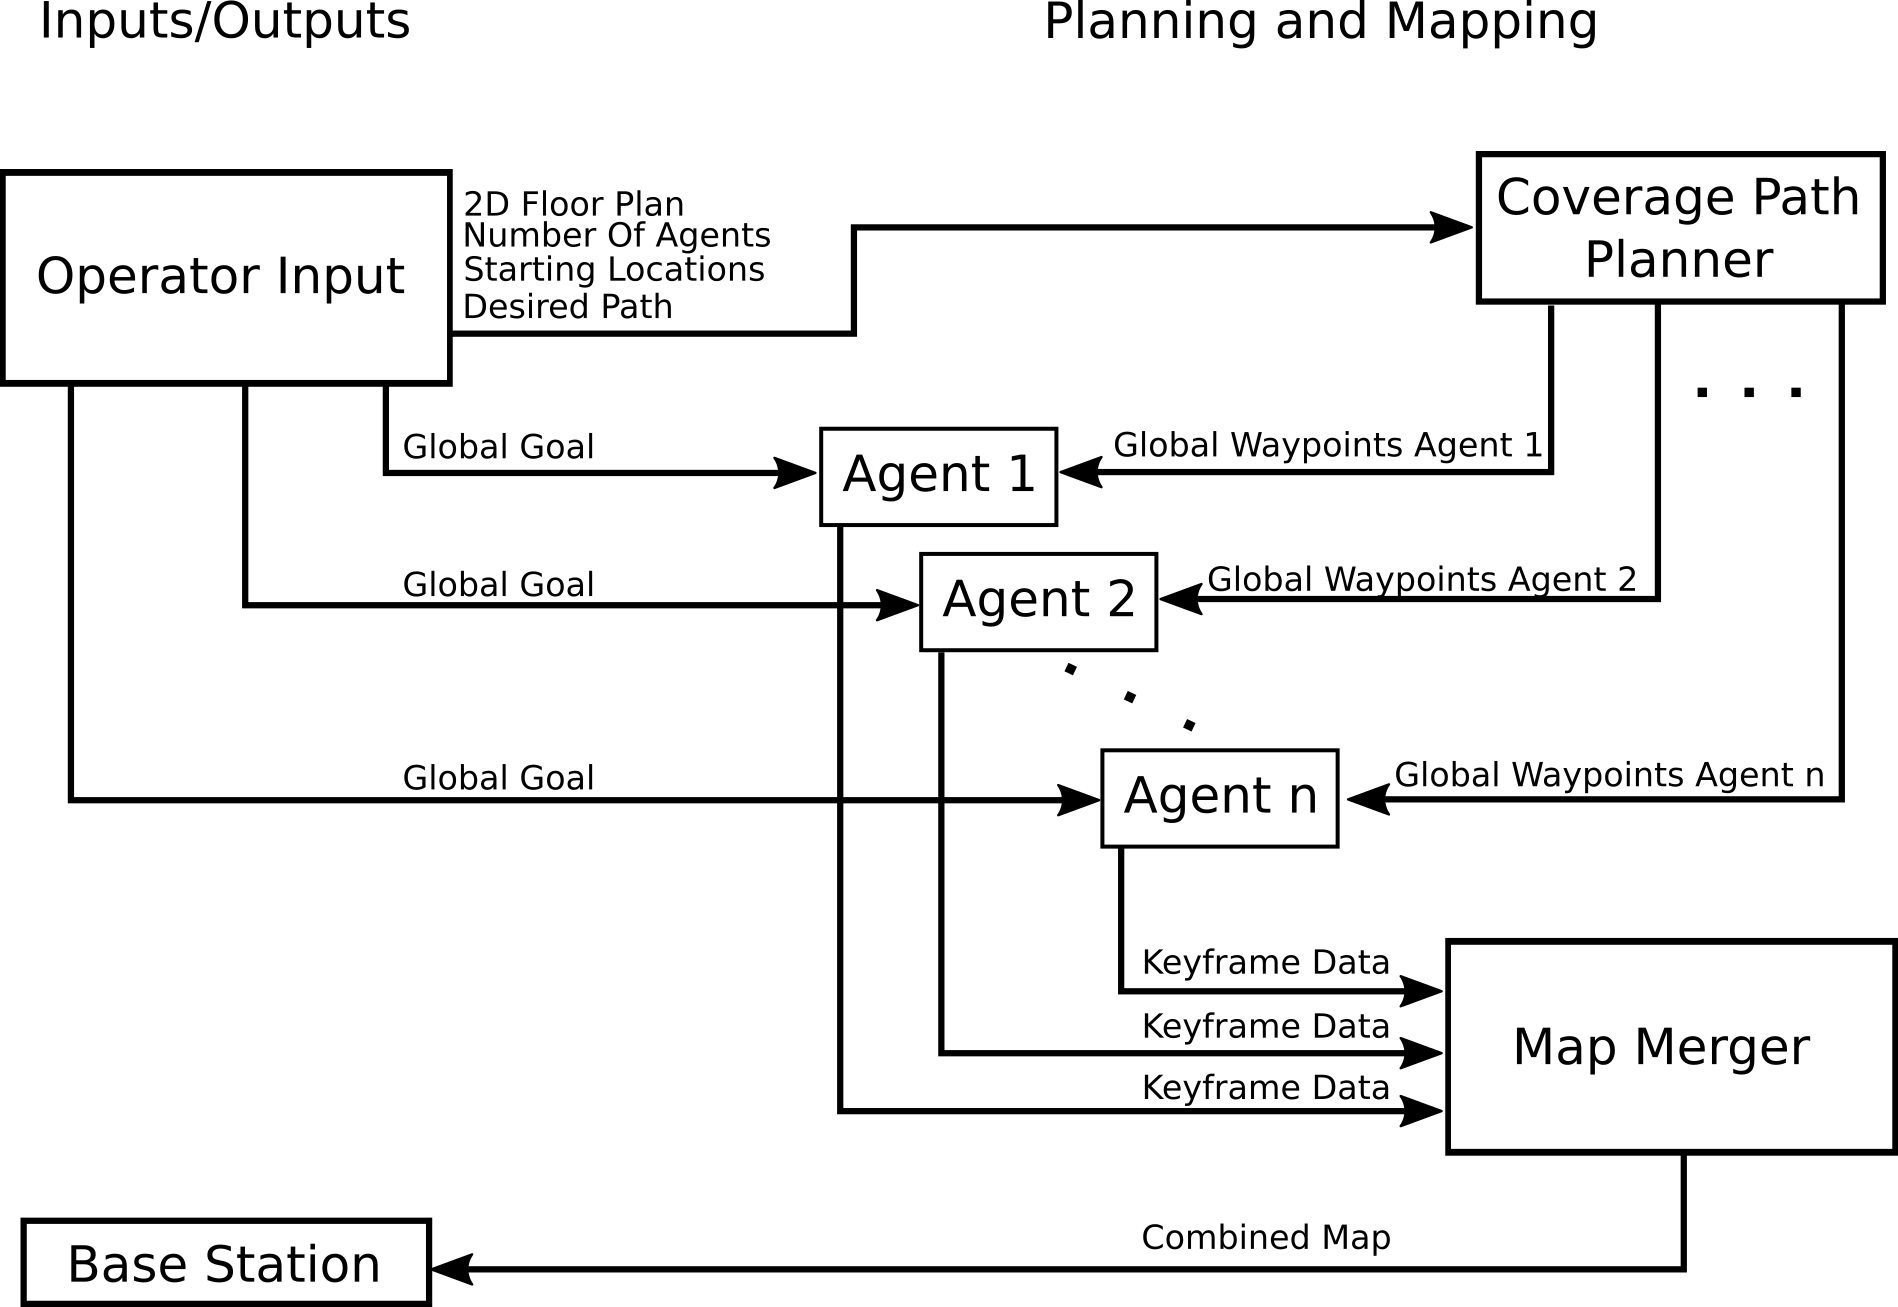 Inputs/Outputs
Planning and Mapping
Operator Input
2D Floor Plan
Number Of Agents
Starting Locations
Desired Path
Coverage Path
Planner
. . .
Global Goal
Agent 1
Global Waypoints Agent 1
Global Goal
Agent 2
Global Waypoints Agent 2
. . .
Global Goal
Agent n
Global Waypoints Agent n
Keyframe Data
Keyframe Data
Keyframe Data
Map Merger
Combined Map
Base Station